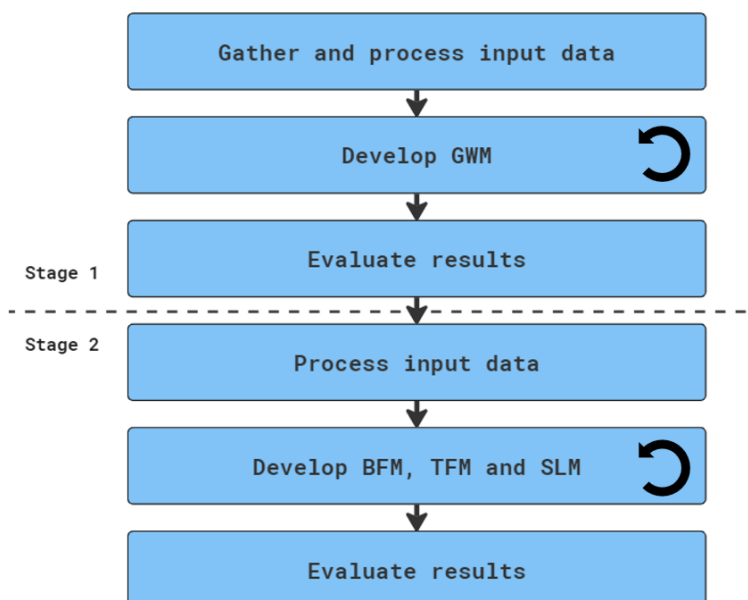 Gather and process input data
Develop GWM
Evaluate results
Stage 1
Stage 2
Process input data
Develop BFM, TFM and SLM
Evaluate results